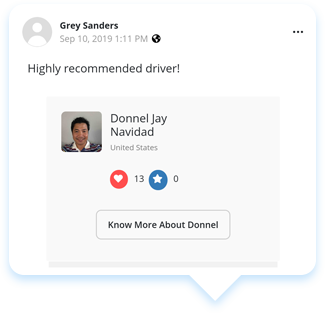 Grey Sanders
Sep 10, 2019 1:11 PM
Highly recommended driver!
Donnel Jay
Navidad
United States
13 0
Know More About Donnel